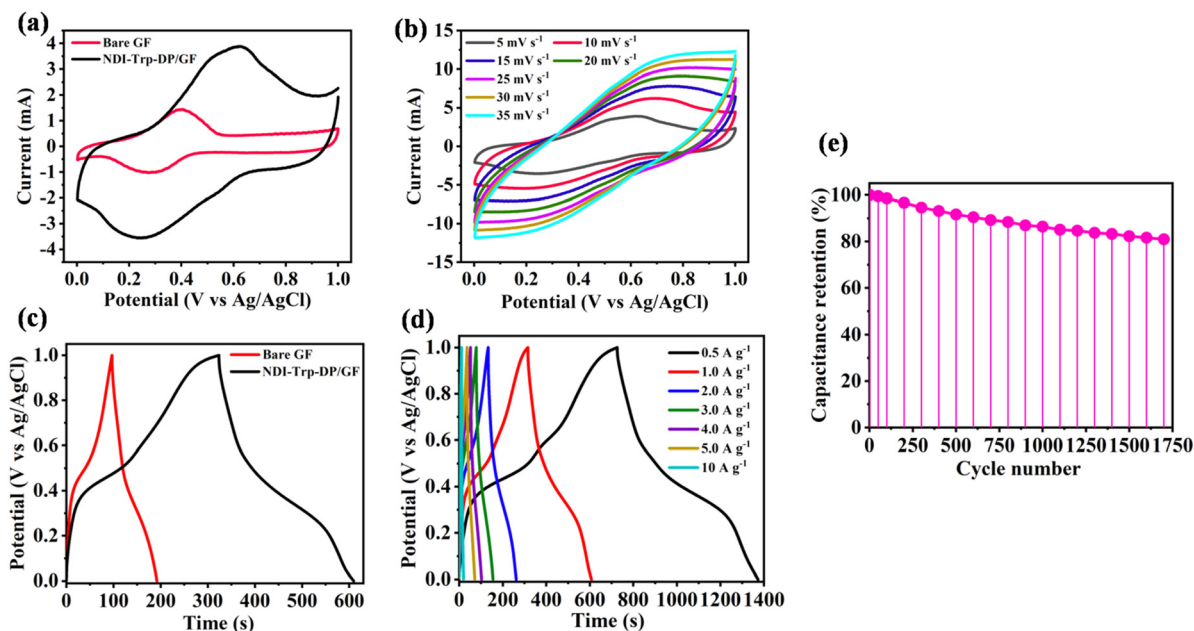 (a)
Bare GF
NDI-Trp-DP/GF
4
3
2
1
0
-1
-2
-3
-4
0.0 0.2 0.4 0.6 0.8 1.0
Current (mA)
Potential (V vs Ag/AgCl)
(b)
5 mV s⁻¹ 10 mV s⁻¹
15 mV s⁻¹ 20 mV s⁻¹
25 mV s⁻¹
30 mV s⁻¹
35 mV s⁻¹
15
10
5
0
-5
-10
-15
0.0 0.2 0.4 0.6 0.8 1.0
Current (mA)
Potential (V vs Ag/AgCl)
(c)
Bare GF
NDI-Trp-DP/GF
1.0
0.8
0.6
0.4
0.2
0.0
0 100 200 300 400 500 600
Potential (V vs Ag/AgCl)
Time (s)
(d)
0.5 A g⁻¹
1.0 A g⁻¹
2.0 A g⁻¹
3.0 A g⁻¹
4.0 A g⁻¹
5.0 A g⁻¹
10 A g⁻¹
1.0
0.8
0.6
0.4
0.2
0.0
0 200 400 600 800 1000 1200 1400
Potential (V vs Ag/AgCl)
Time (s)
(e)
100
80
60
40
20
0
0 250 500 750 1000 1250 1500 1750
Capacitance retention (%)
Cycle number